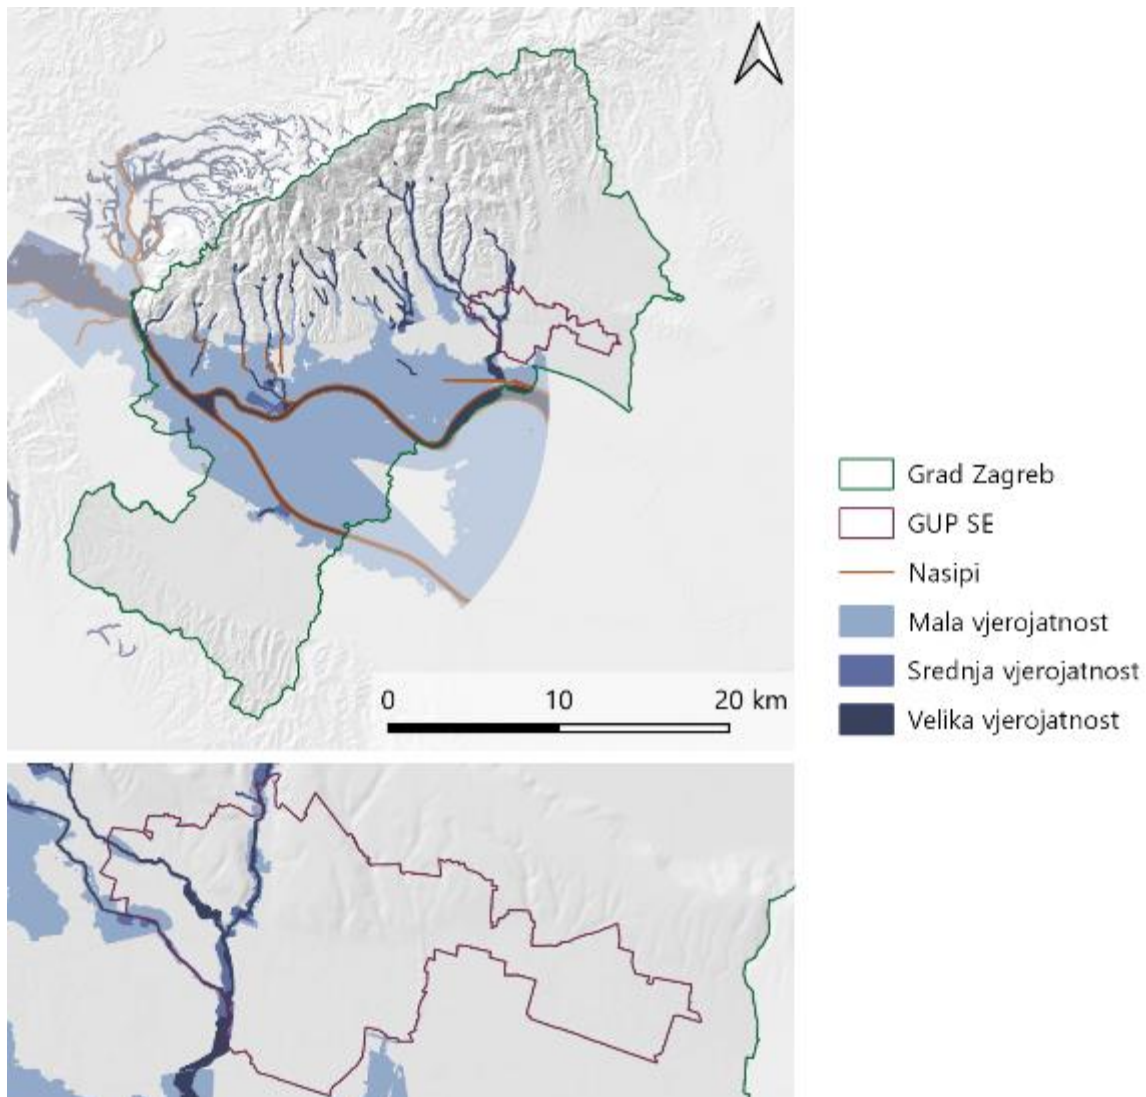 0 10 20 km
Grad Zagreb
GUP SE
Nasipi
Mala vjerojatnost
Srednja vjerojatnost
Velika vjerojatnost